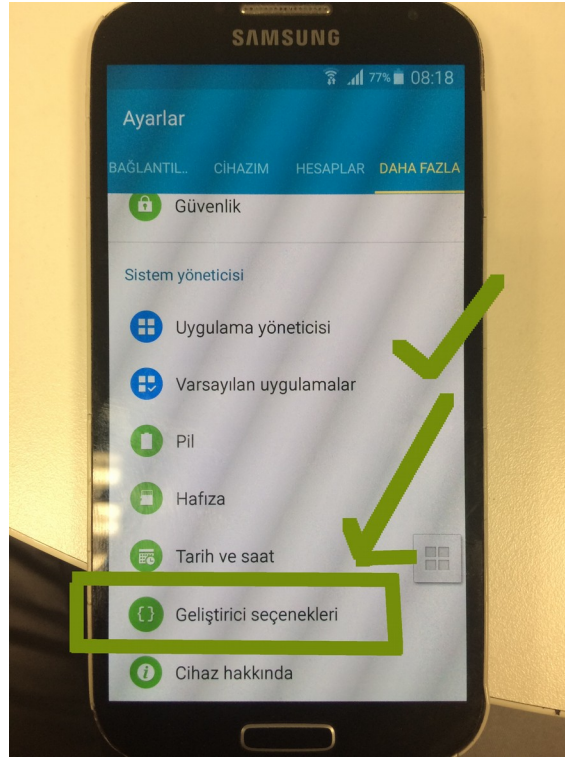 SAMSUNG
77% 08:18
Ayarlar
BAĞLANTIL.. CİHAZIM HESAPLAR DAHA FAZLA
Güvenlik
Sistem yöneticisi
Uygulama yöneticisi
Varsayılan uygulamalar
Pil
Hafıza
Tarih ve saat
Geliştirici seçenekleri
Cihaz hakkında